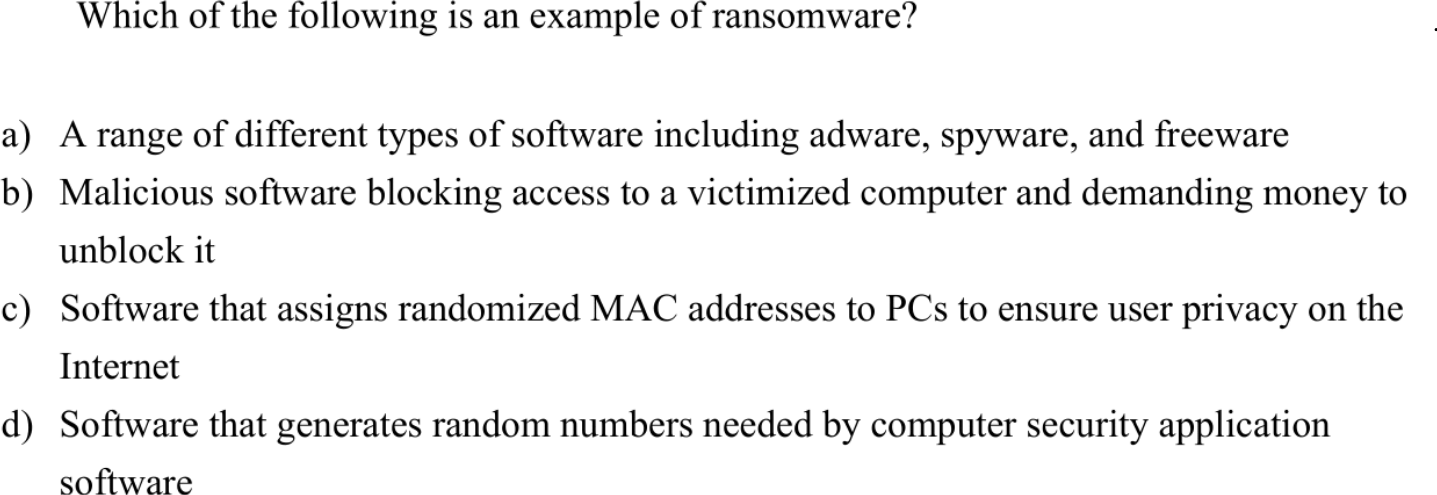 Which of the following is an example of ransomware?
a) A range of different types of software including adware, spyware, and freeware
b) Malicious software blocking access to a victimized computer and demanding money to
unblock it
c) Software that assigns randomized MAC addresses to PCs to ensure user privacy on the
Internet
d) Software that generates random numbers needed by computer security application
software